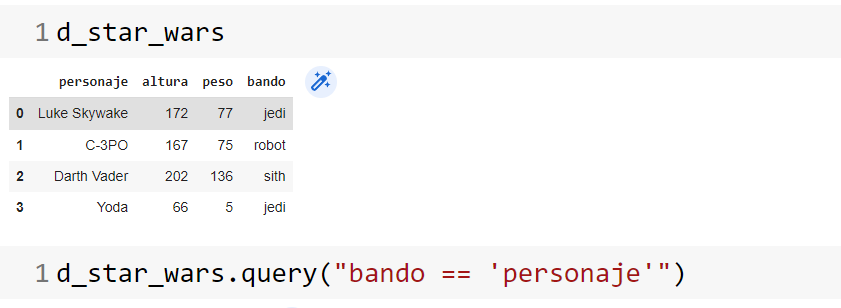 1 d_star_wars
personaje altura peso bando
0 Luke Skywake 172 77 jedi
1 C-3PO 167 75 robot
2 Darth Vader 202 136 sith
3 Yoda 66 5 jedi
1 d_star_wars.query("bando == 'personaje'")